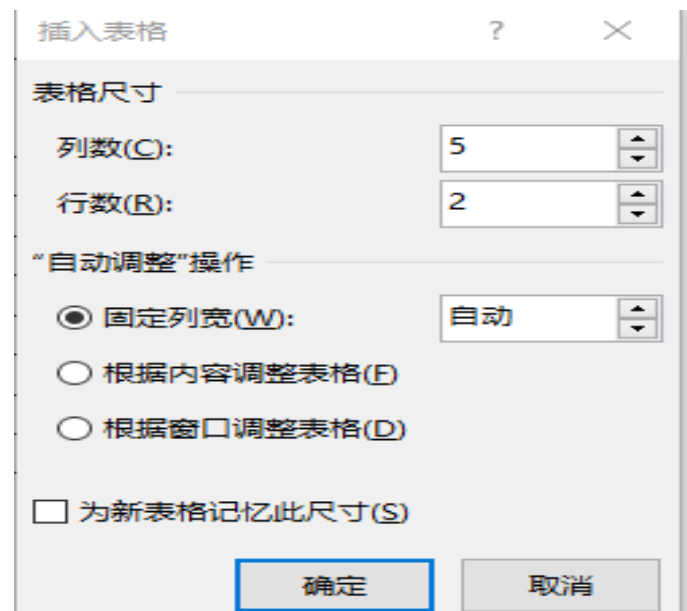 插入表格 ? ×
表格尺寸
列数(C): 5
行数(R): 2
“自动调整”操作
固定列宽(W): 自动
根据内容调整表格(F)
根据窗口调整表格(D)
为新表格记忆此尺寸(S)
确定 取消